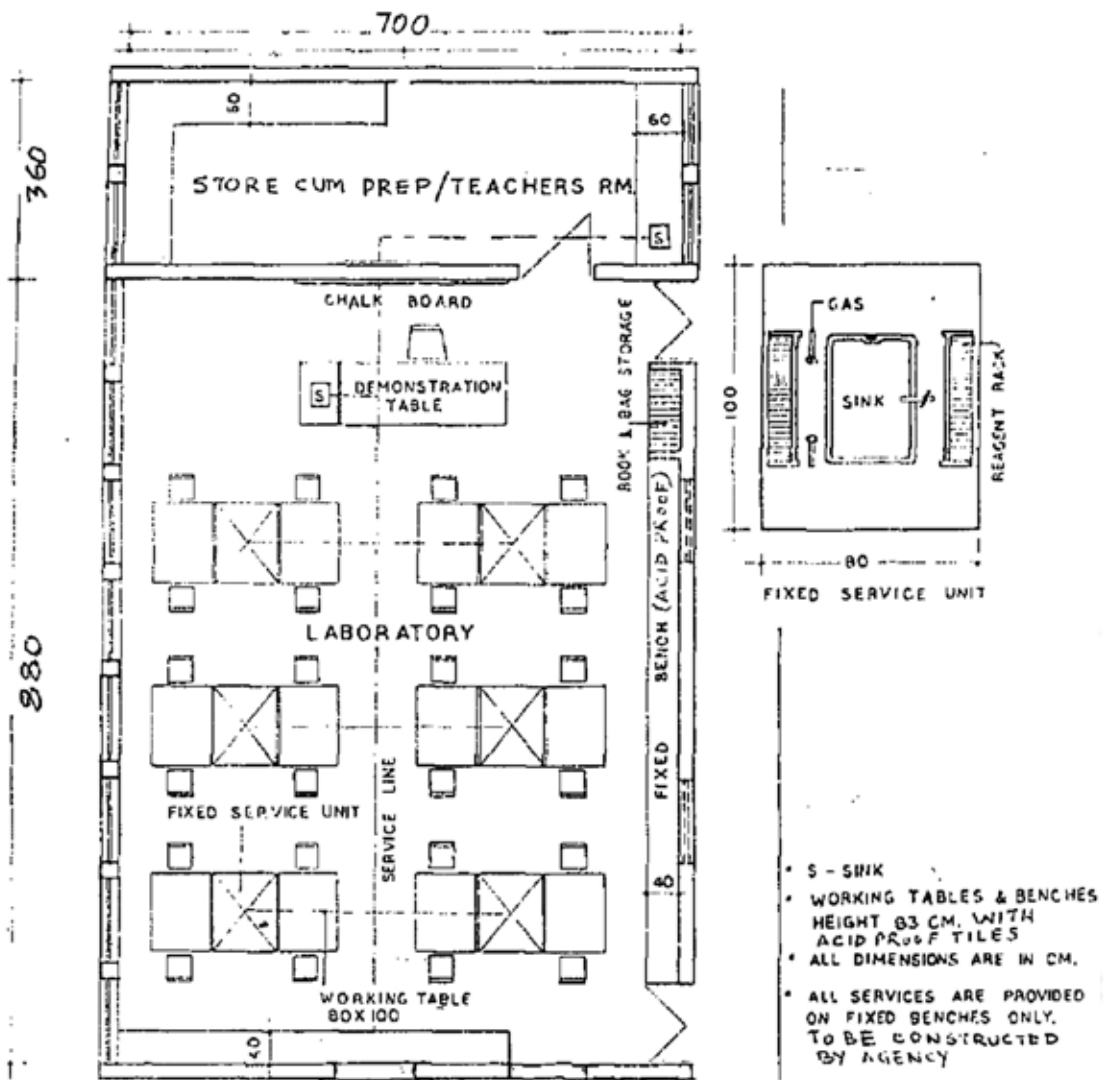 700
360
60
60
STORE CUM PREP/TEACHERS RM.
S
CHALK BOARD
BOOK & BAG STORAGE
S
DEMONSTRATION
TABLE
FIXED BENCH (ACID PROOF)
LABORATORY
880
FIXED SERVICE UNIT
SERVICE LINE
40
WORKING TABLE
80X100
40
GAS
SINK
REAGENT RACK
100
80
FIXED SERVICE UNIT
• S - SINK
• WORKING TABLES & BENCHES
HEIGHT 83 CM. WITH
ACID PROOF TILES
• ALL DIMENSIONS ARE IN CM.
• ALL SERVICES ARE PROVIDED
ON FIXED BENCHES ONLY.
TO BE CONSTRUCTED
BY AGENCY